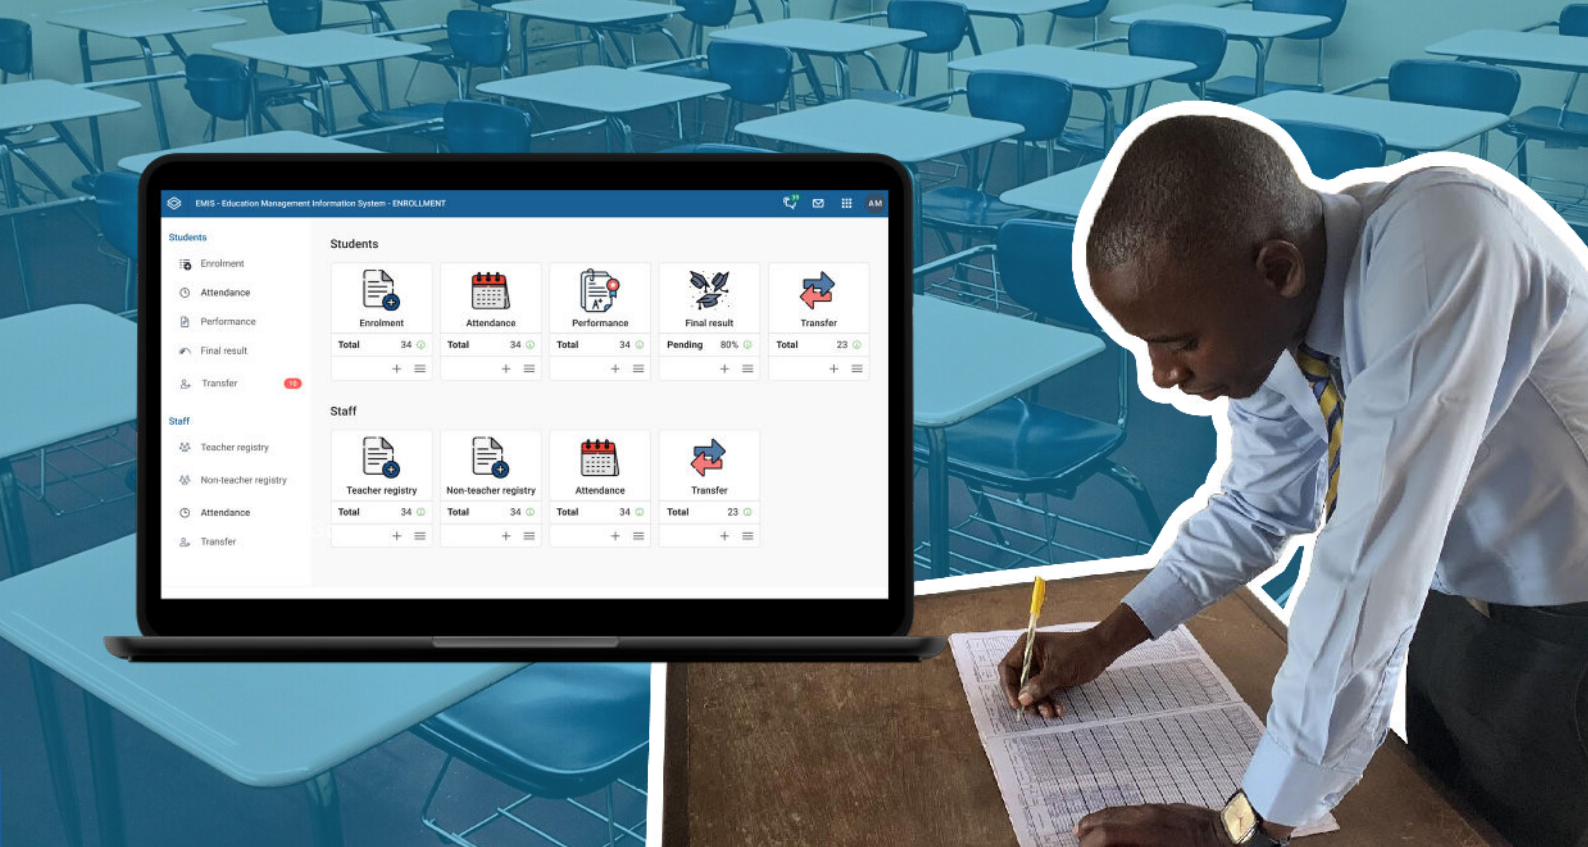 EMIS - Education Management Information System - ENROLLMENT
AM
Students
Enrolment
Attendance
Performance
Final result
Transfer
10
Staff
Teacher registry
Non-teacher registry
Attendance
Transfer
Students
Enrolment
Attendance
Performance
A+
Final result
Transfer
Total 34
Total 34
Total 34
Pending 80%
Total 23
Staff
Teacher registry
Non-teacher registry
Attendance
Transfer
Total 34
Total 34
Total 34
Total 23